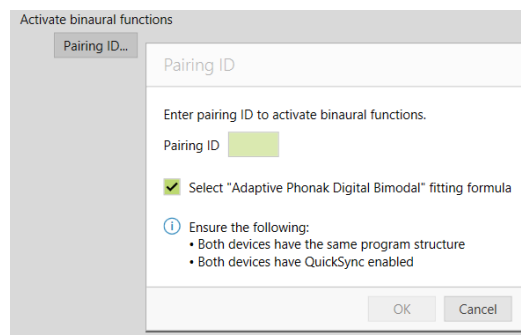 Activate binaural functions
Pairing ID...
Pairing ID
Enter pairing ID to activate binaural functions.
Pairing ID
Select "Adaptive Phonak Digital Bimodal" fitting formula
Ensure the following:
• Both devices have the same program structure
• Both devices have QuickSync enabled
OK Cancel